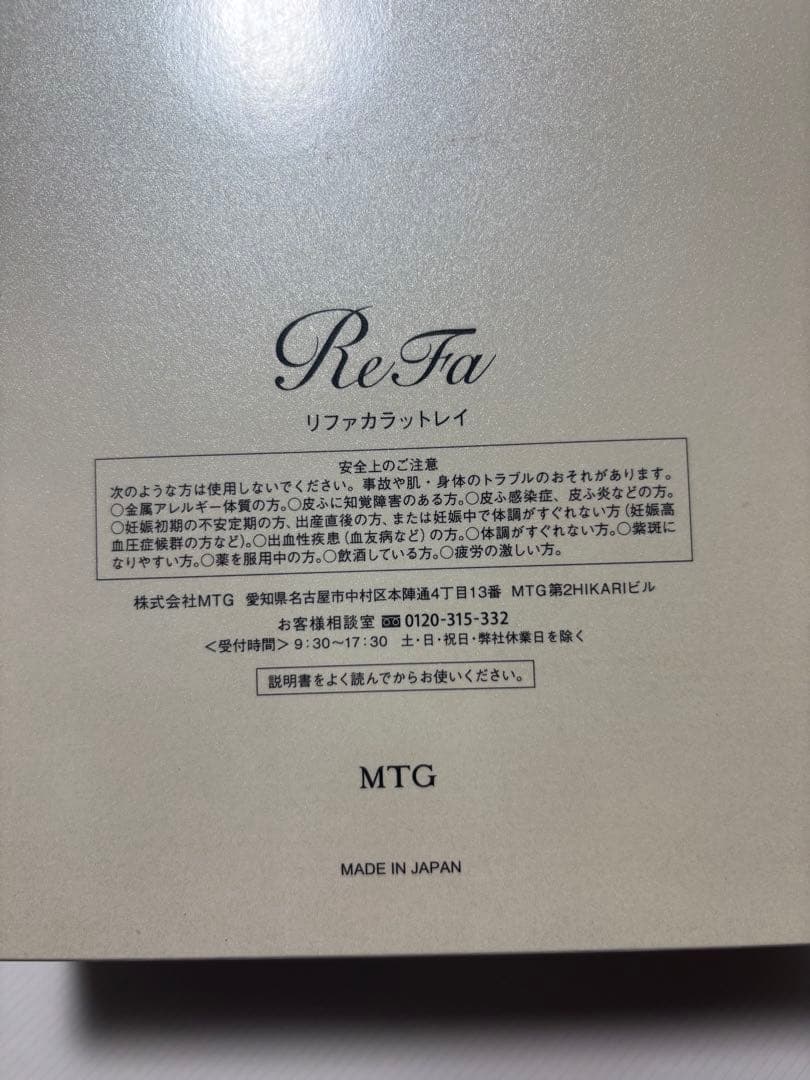 ReFa
リファカラットレイ
安全上のご注意
次のような方は使用しないでください。事故や肌・身体のトラブルのおそれがあります。
○金属アレルギー体質の方。○皮ふに知覚障害のある方。○皮ふ感染症、皮ふ炎などの方。
○妊娠初期の不安定期の方、出産直後の方、または妊娠中で体調がすぐれない方（妊娠高
血圧症候群の方など）。○出血性疾患（血友病など）の方。○体調がすぐれない方。○紫斑に
なりやすい方。○薬を服用中の方。○飲酒している方。○疲労の激しい方。
株式会社MTG 愛知県名古屋市中村区本陣通4丁目13番 MTG第2HIKARIビル
お客様相談室 0120-315-332
＜受付時間＞9:30～17:30 土・日・祝日・弊社休業日を除く
説明書をよく読んでからお使いください。
MTG
MADE IN JAPAN